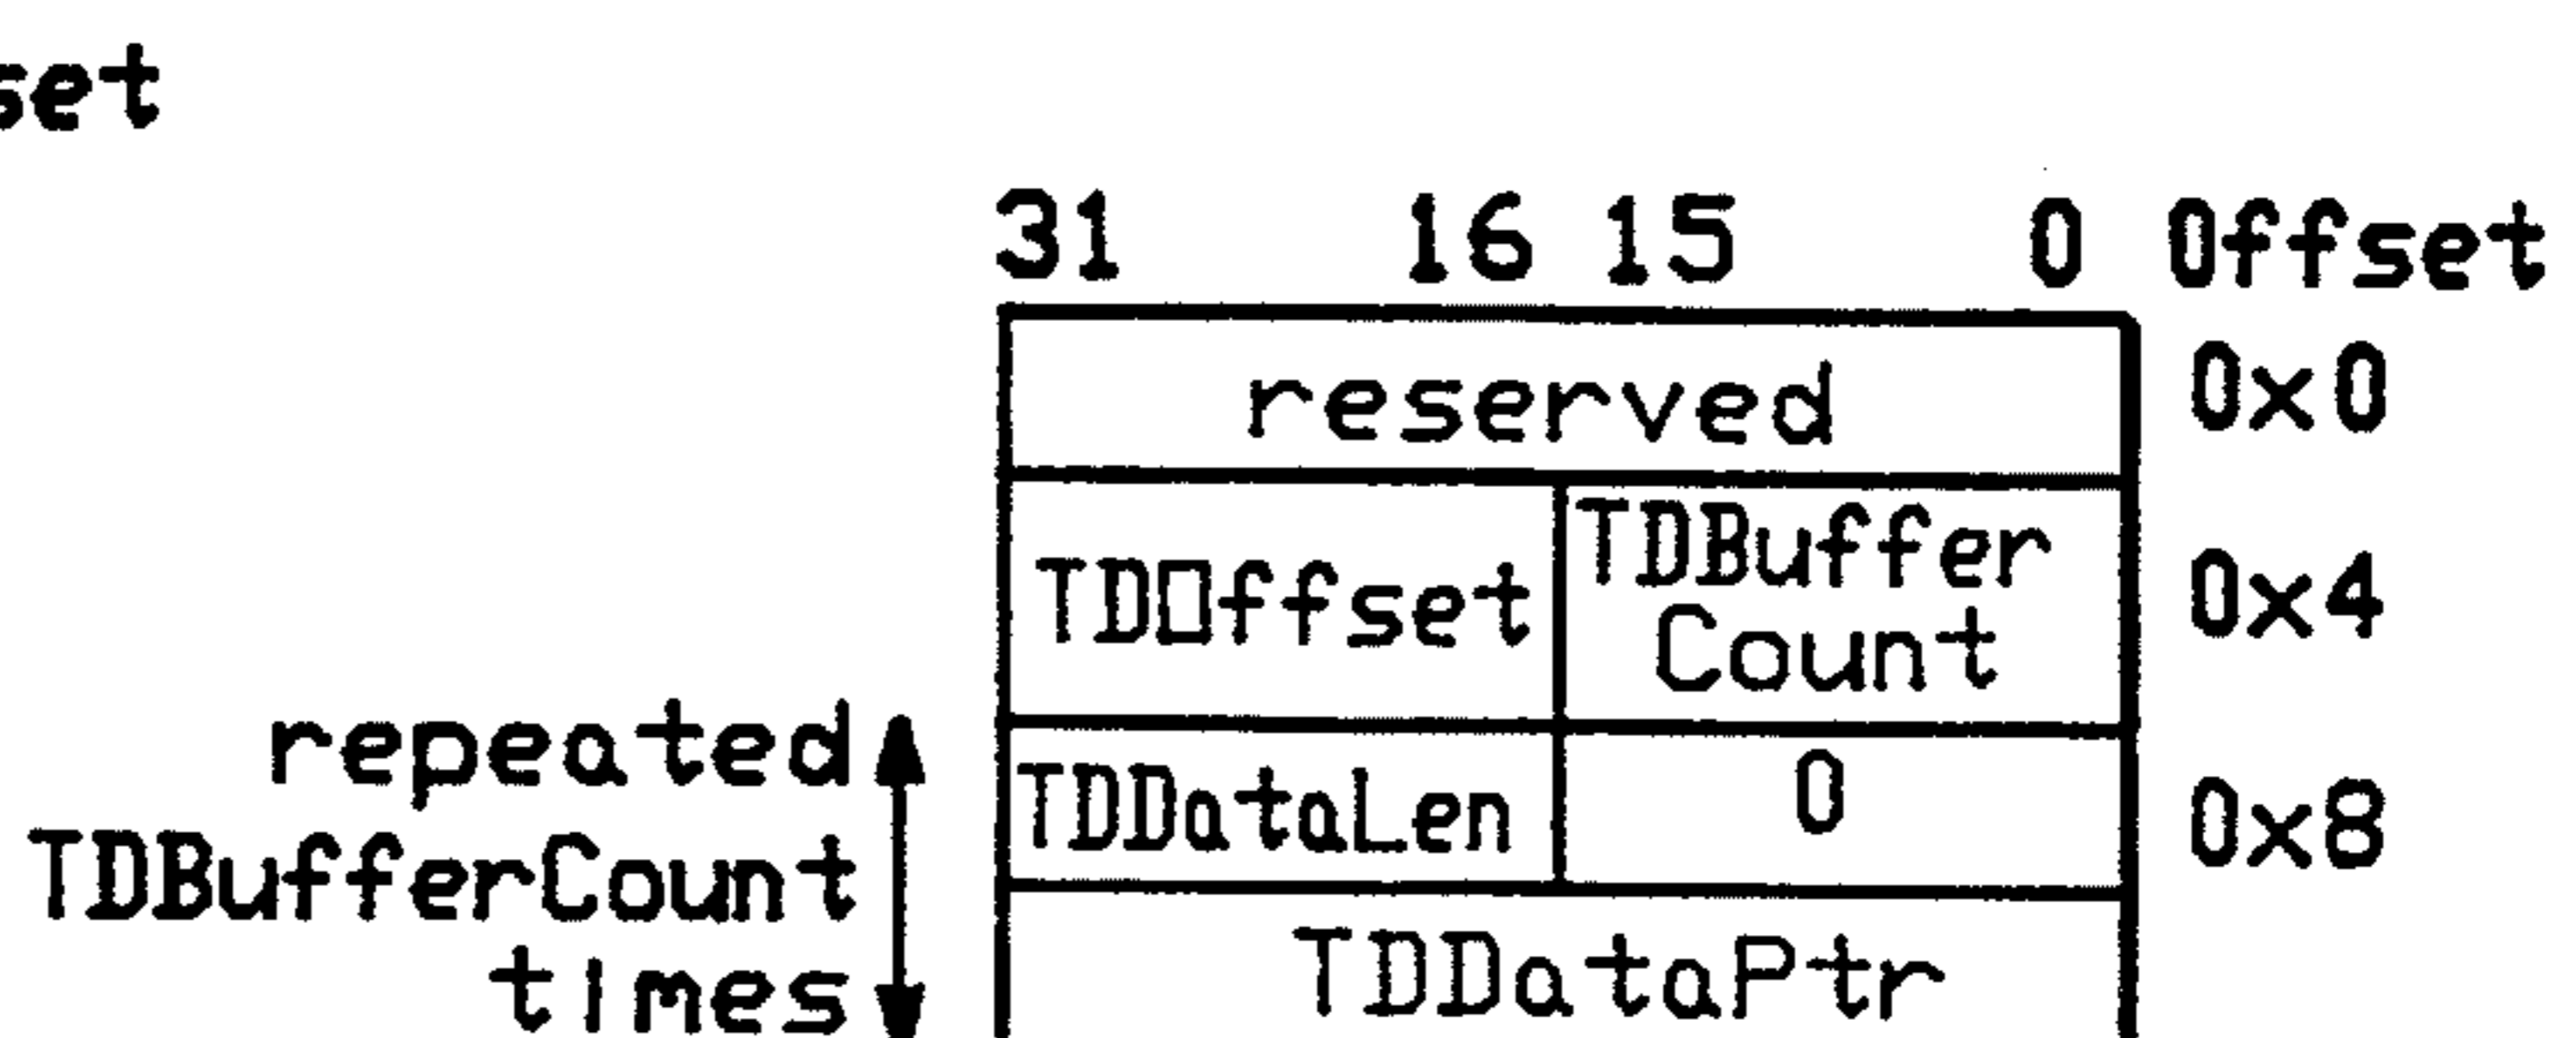 set
31 16 15 0 Offset
reserved 0x0
TDBuffer
TDOffset 0x4
Count
repeated
TDDataLen 0 0x8
TDBufferCount
TDDataPtr
times